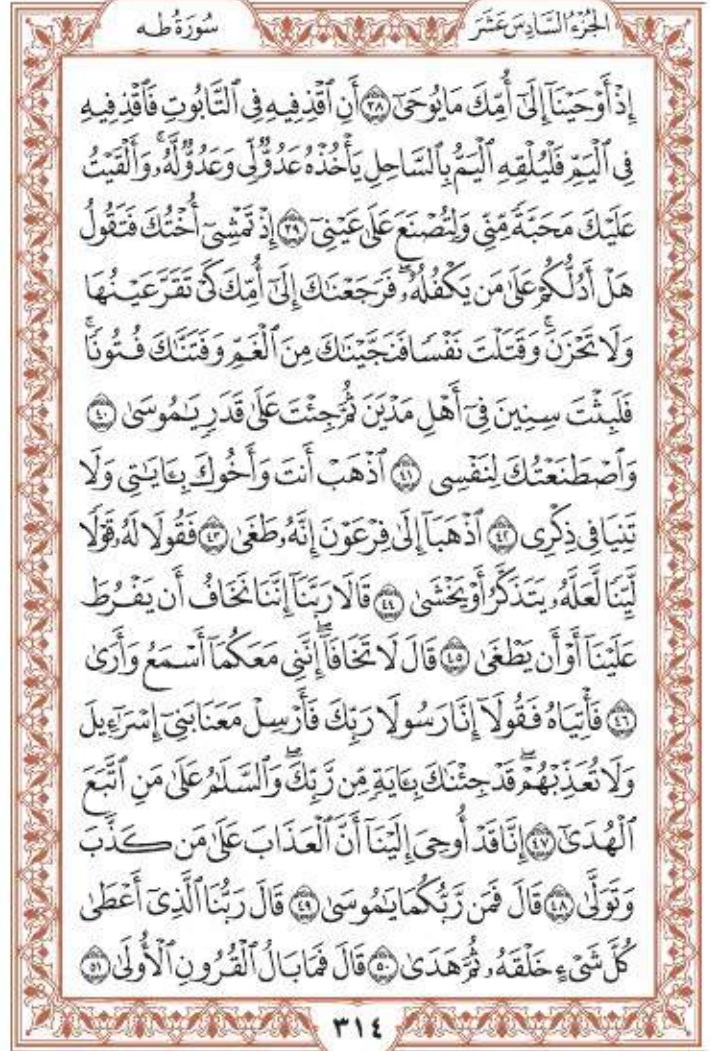 الجزء السادس عشر
سورة طه
إِذْ أَوْحَيْنَآ إِلَىٰٓ أُمِّكَ مَا يُوحَىٰٓ ٣٨ أَنِ ٱقْذِفِيهِ فِى ٱلتَّابُوتِ فَٱقْذِفِيهِ
فِى ٱلْيَمِّ فَلْيُلْقِهِ ٱلْيَمُّ بِٱلسَّاحِلِ يَأْخُذْهُ عَدُوٌّ لِّى وَعَدُوٌّ لَّهُۥ ۚ وَأَلْقَيْتُ
عَلَيْكَ مَحَبَّةً مِّنِّى وَلِتُصْنَعَ عَلَىٰ عَيْنِىٓ ٣٩ إِذْ تَمْشِىٓ أُخْتُكَ فَتَقُولُ
هَلْ أَدُلُّكُمْ عَلَىٰ مَن يَكْفُلُهُۥ ۖ فَرَجَعْنَٰكَ إِلَىٰٓ أُمِّكَ كَىْ تَقَرَّ عَيْنُهَا
وَلَا تَحْزَنَ ۚ وَقَتَلْتَ نَفْسًا فَنَجَّيْنَٰكَ مِنَ ٱلْغَمِّ وَفَتَنَّٰكَ فُتُونًا ۚ
فَلَبِثْتَ سِنِينَ فِىٓ أَهْلِ مَدْيَنَ ثُمَّ جِئْتَ عَلَىٰ قَدَرٍ يَٰمُوسَىٰ ٤٠
وَٱصْطَنَعْتُكَ لِنَفْسِى ٤١ ٱذْهَبْ أَنتَ وَأَخُوكَ بِـَٔايَٰتِى وَلَا
تَنِيَا فِى ذِكْرِى ٤٢ ٱذْهَبَآ إِلَىٰ فِرْعَوْنَ إِنَّهُۥ طَغَىٰ ٤٣ فَقُولَا لَهُۥ قَوْلًا
لَّيِّنًا لَّعَلَّهُۥ يَتَذَكَّرُ أَوْ يَخْشَىٰ ٤٤ قَالَا رَبَّنَآ إِنَّنَا نَخَافُ أَن يَفْرُطَ
عَلَيْنَآ أَوْ أَن يَطْغَىٰ ٤٥ قَالَ لَا تَخَافَآ ۖ إِنَّنِى مَعَكُمَآ أَسْمَعُ وَأَرَىٰ
٤٦ فَأْتِيَاهُ فَقُولَآ إِنَّا رَسُولَا رَبِّكَ فَأَرْسِلْ مَعَنَا بَنِىٓ إِسْرَٰٓءِيلَ
وَلَا تُعَذِّبْهُمْ ۖ قَدْ جِئْنَٰكَ بِـَٔايَةٍ مِّن رَّبِّكَ ۖ وَٱلسَّلَٰمُ عَلَىٰ مَنِ ٱتَّبَعَ
ٱلْهُدَىٰٓ ٤٧ إِنَّا قَدْ أُوحِىَ إِلَيْنَآ أَنَّ ٱلْعَذَابَ عَلَىٰ مَن كَذَّبَ
وَتَوَلَّىٰ ٤٨ قَالَ فَمَن رَّبُّكُمَا يَٰمُوسَىٰ ٤٩ قَالَ رَبُّنَا ٱلَّذِىٓ أَعْطَىٰ
كُلَّ شَىْءٍ خَلْقَهُۥ ثُمَّ هَدَىٰ ٥٠ قَالَ فَمَا بَالُ ٱلْقُرُونِ ٱلْأُولَىٰ ٥١
٣١٤